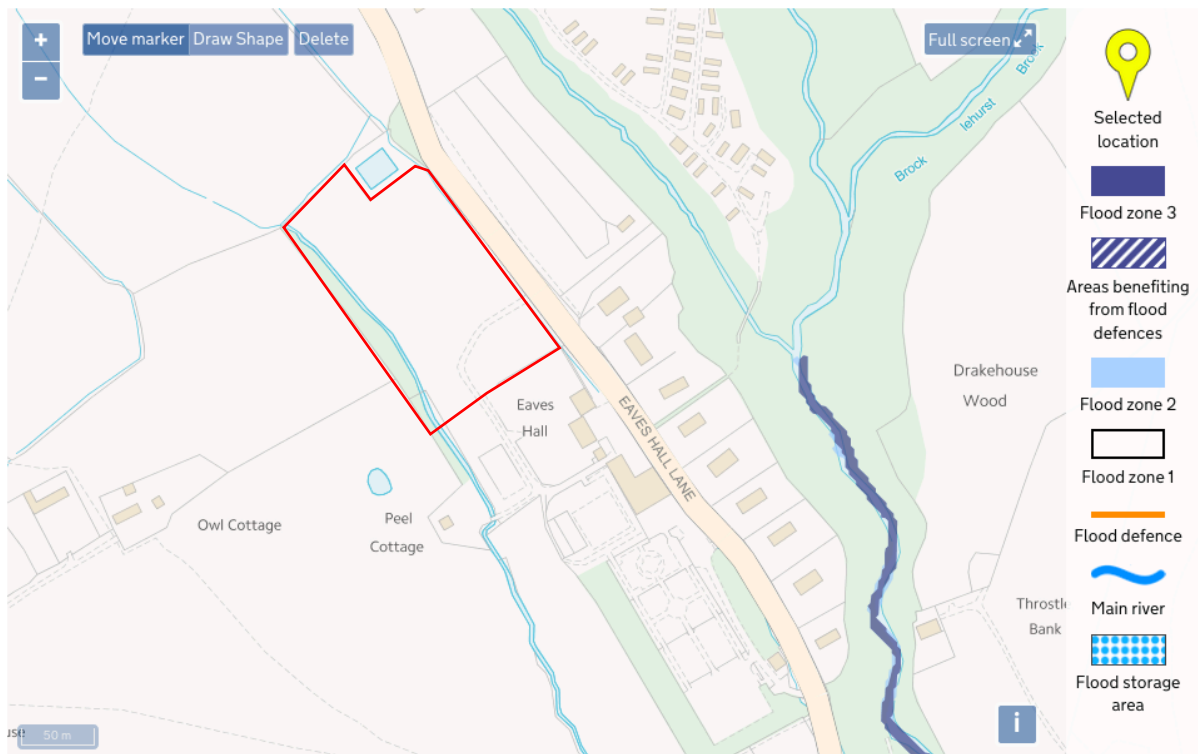 +
−
Move marker
Draw Shape
Delete
Full screen
Brock
lehurst
Brock
Drakehouse
Wood
Eaves
Hall
EAVES HALL LANE
Owl Cottage
Peel
Cottage
Throstle
Bank
use
50 m
i
Selected
location
Flood zone 3
Areas benefiting
from flood
defences
Flood zone 2
Flood zone 1
Flood defence
Main river
Flood storage
area